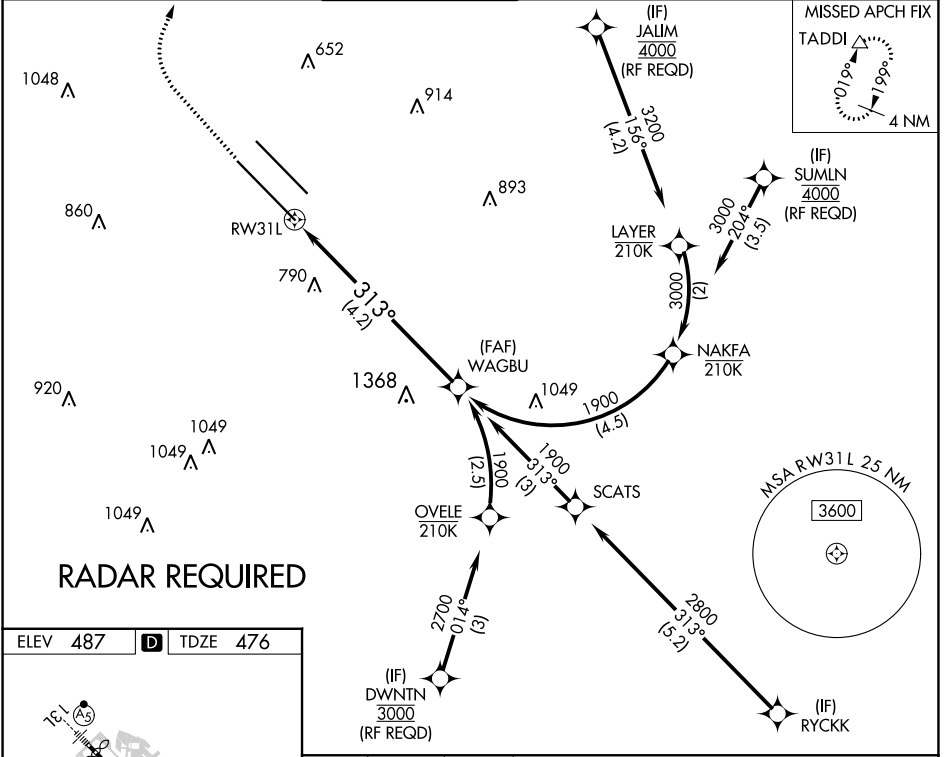 MISSED APCH FIX
TADDI
019°
199°
4 NM
(IF)
JALIM
4000
(RF REQD)
652
1048
914
3200
156°
(4.2)
(IF)
SUMLN
4000
(RF REQD)
893
3000
204°
(3.5)
860
RW31L
LAYER
210K
790
3000
(2)
313°
(4.2)
(FAF)
WAGBU
NAKFA
210K
1368
920
1049
1900
(4.5)
1049
1049
1900
(2.5)
1900
313°
(3)
MSA RW31L 25 NM
3600
SCATS
OVELE
210K
1049
RADAR REQUIRED
2700
014°
(3)
2800
313°
(5.2)
ELEV 487 D TDZE 476
(IF)
DWNTN
3000
(RF REQD)
(IF)
RYCKK
13L
A5